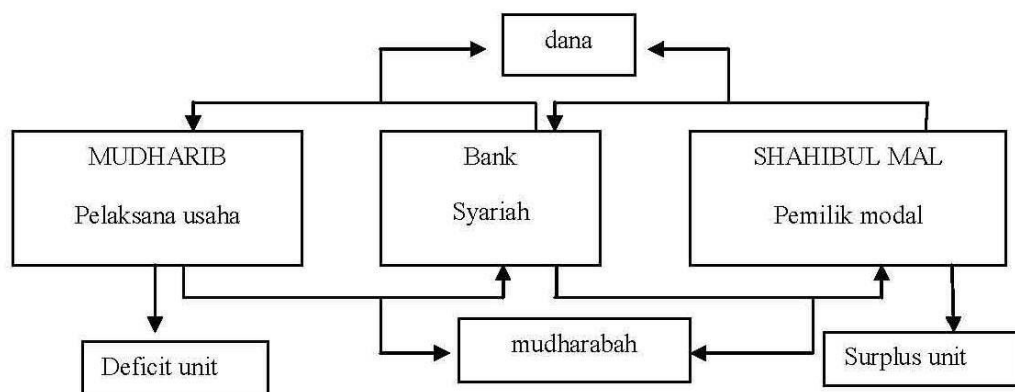 dana
MUDHARIB
Pelaksana usaha
Bank
Syariah
SHAHIBUL MAL
Pemilik modal
Deficit unit
mudharabah
Surplus unit